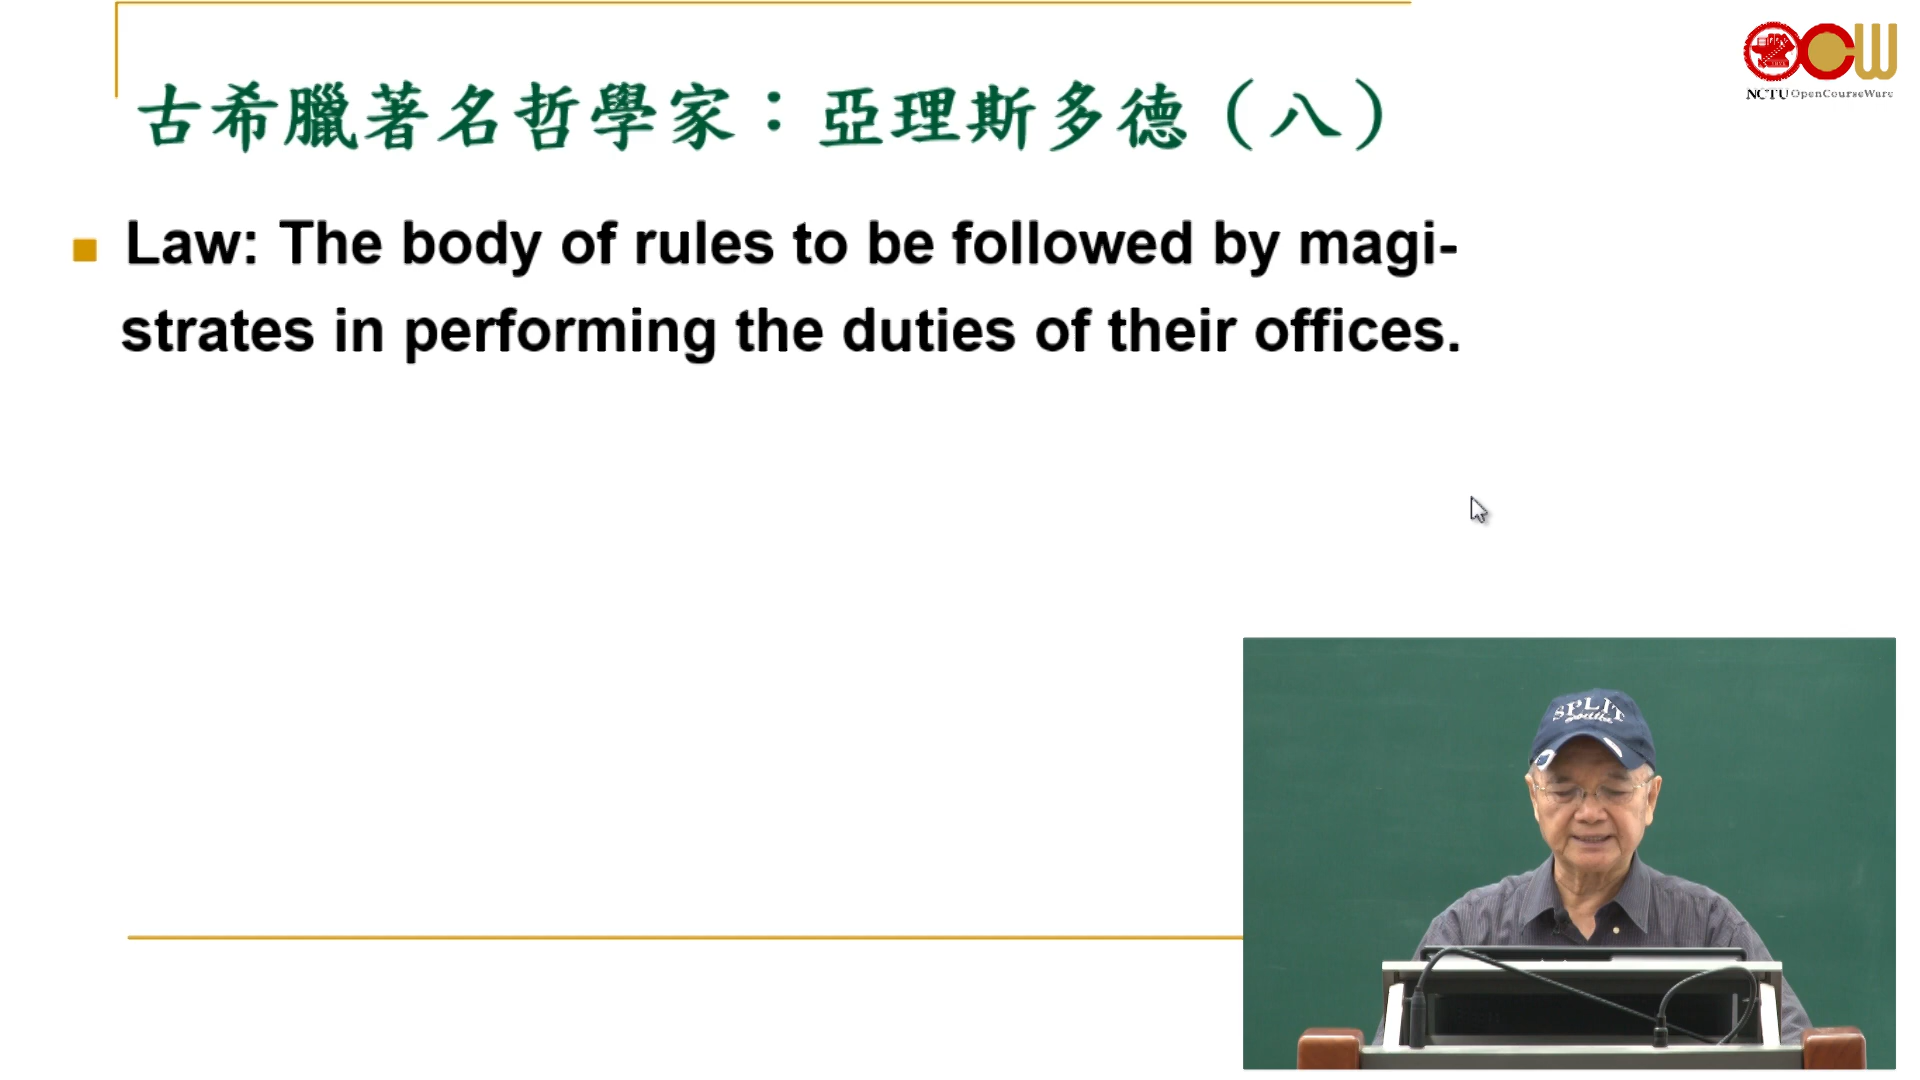 古希臘著名哲學家：亞理斯多德（八）
NCTU OpenCourseWare
Law: The body of rules to be followed by magi-
strates in performing the duties of their offices.
SPLIT